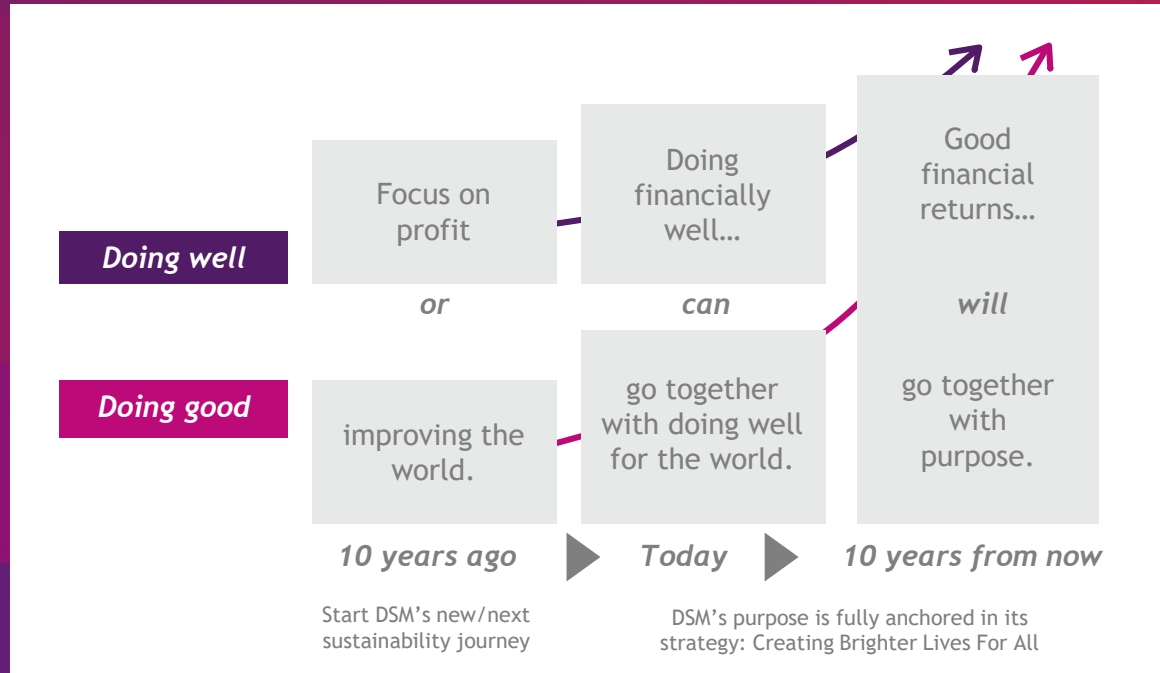 Doing well
Focus on
profit
or
Doing good
improving the
world.
10 years ago
Start DSM’s new/next
sustainability journey
Doing
financially
well…
can
go together
with doing well
for the world.
Today
Good
financial
returns…
will
go together
with
purpose.
10 years from now
DSM’s purpose is fully anchored in its
strategy: Creating Brighter Lives For All